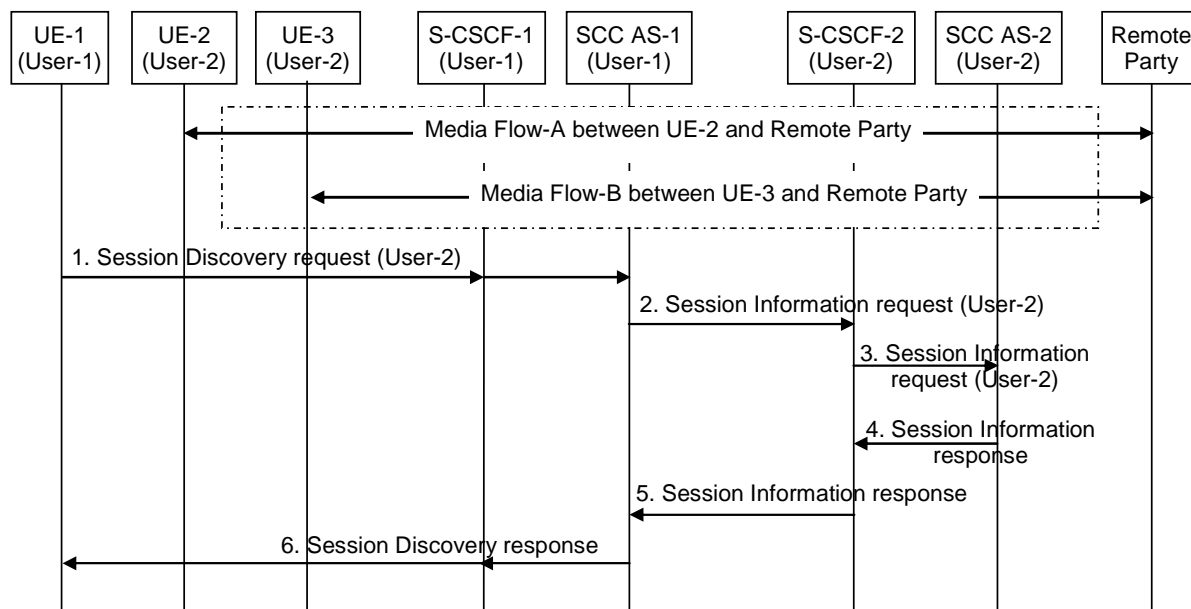 UE-1
(User-1)
UE-2
(User-2)
UE-3
(User-2)
S-CSCF-1
(User-1)
SCC AS-1
(User-1)
S-CSCF-2
(User-2)
SCC AS-2
(User-2)
Remote
Party
Media Flow-A between UE-2 and Remote Party
Media Flow-B between UE-3 and Remote Party
1. Session Discovery request (User-2)
2. Session Information request (User-2)
3. Session Information
request (User-2)
4. Session Information
response
5. Session Information response
6. Session Discovery response